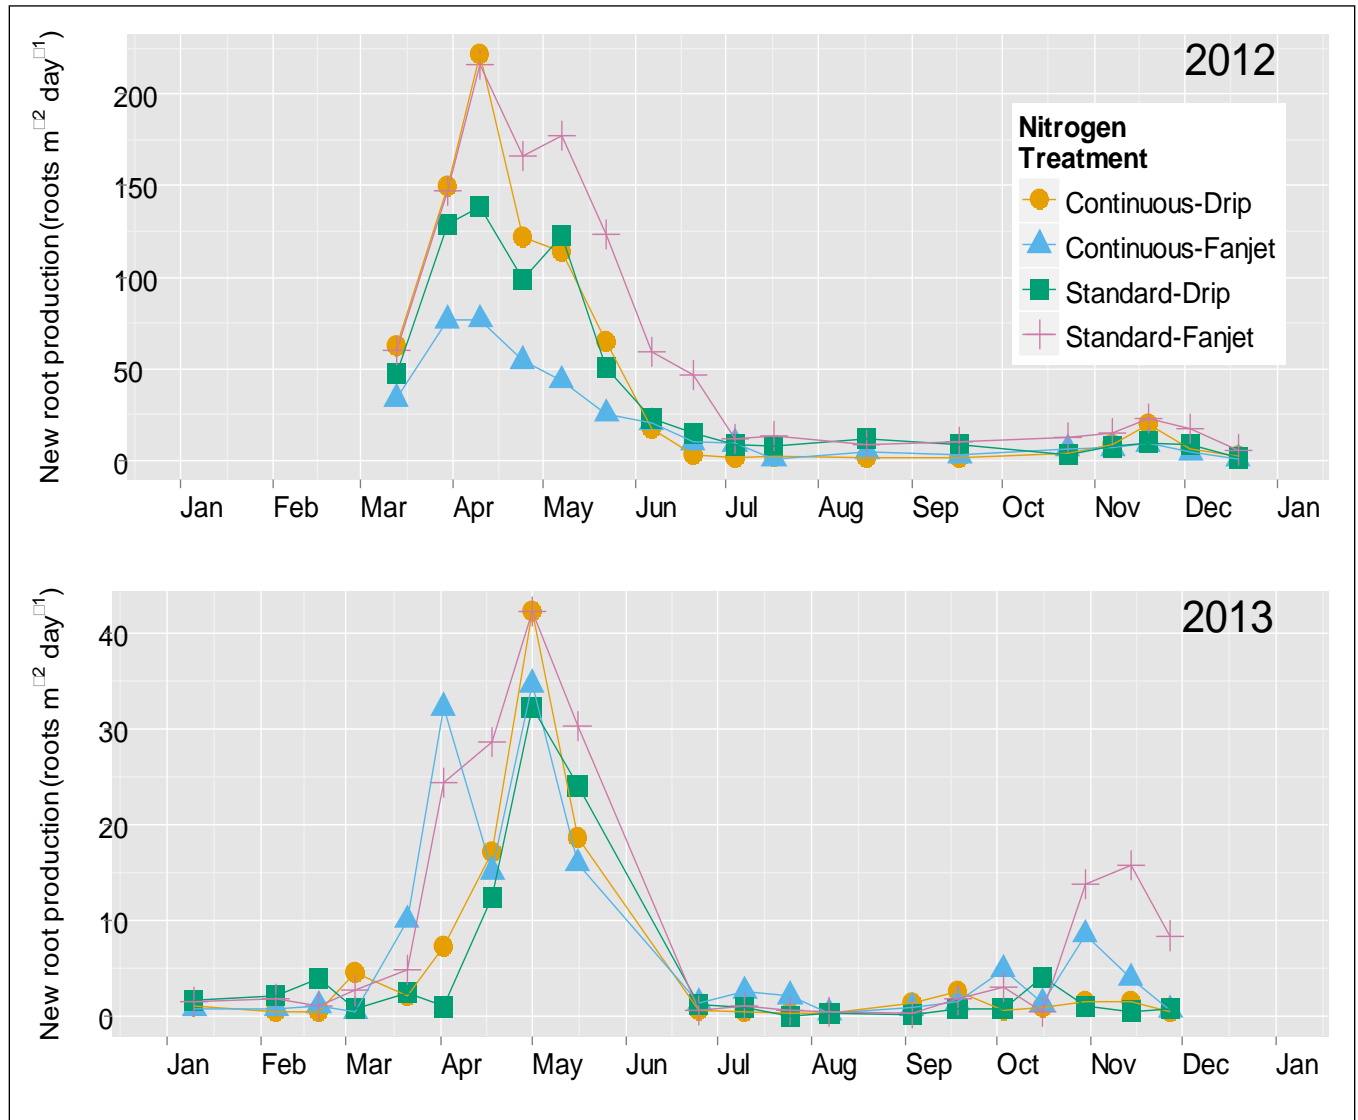 New root production (roots m□2 day□1)
2012
200
150
100
50
0
Nitrogen
Treatment
Continuous-Drip
Continuous-Fanjet
Standard-Drip
Standard-Fanjet
Jan Feb Mar Apr May Jun Jul Aug Sep Oct Nov Dec Jan
New root production (roots m□2 day□1)
2013
40
30
20
10
0
Jan Feb Mar Apr May Jun Jul Aug Sep Oct Nov Dec Jan